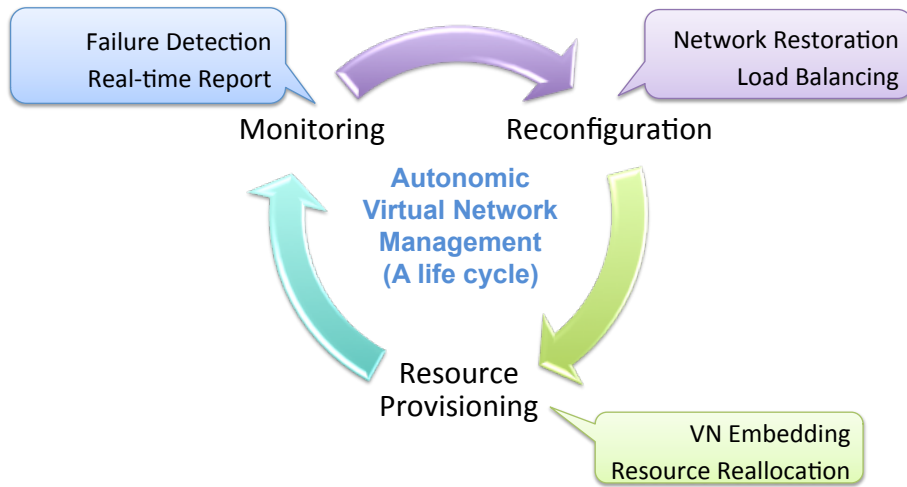 Failure Detection
Real-time Report
Network Restoration
Load Balancing
Monitoring
Reconfiguration
Autonomic
Virtual Network
Management
(A life cycle)
Resource
Provisioning
VN Embedding
Resource Reallocation